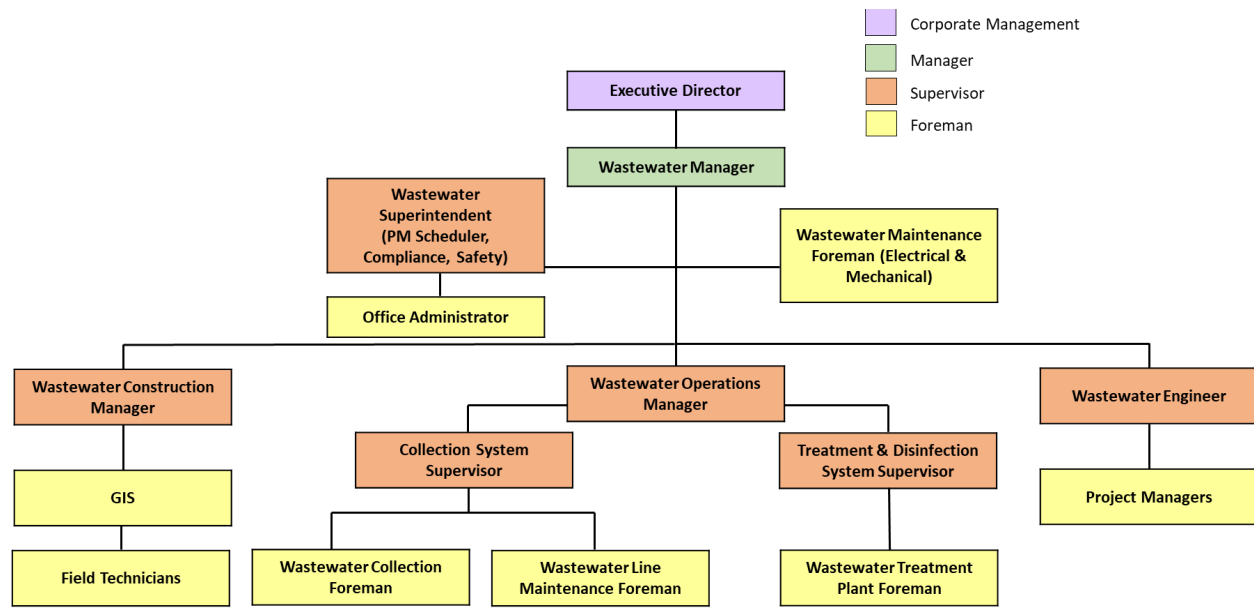 Corporate Management
Manager
Supervisor
Foreman
Executive Director
Wastewater Manager
Wastewater
Superintendent
(PM Scheduler,
Compliance, Safety)
Wastewater Maintenance
Foreman (Electrical &
Mechanical)
Office Administrator
Wastewater Construction
Manager
Wastewater Operations
Manager
Wastewater Engineer
Collection System
Supervisor
Treatment & Disinfection
System Supervisor
GIS
Project Managers
Field Technicians
Wastewater Collection
Foreman
Wastewater Line
Maintenance Foreman
Wastewater Treatment
Plant Foreman